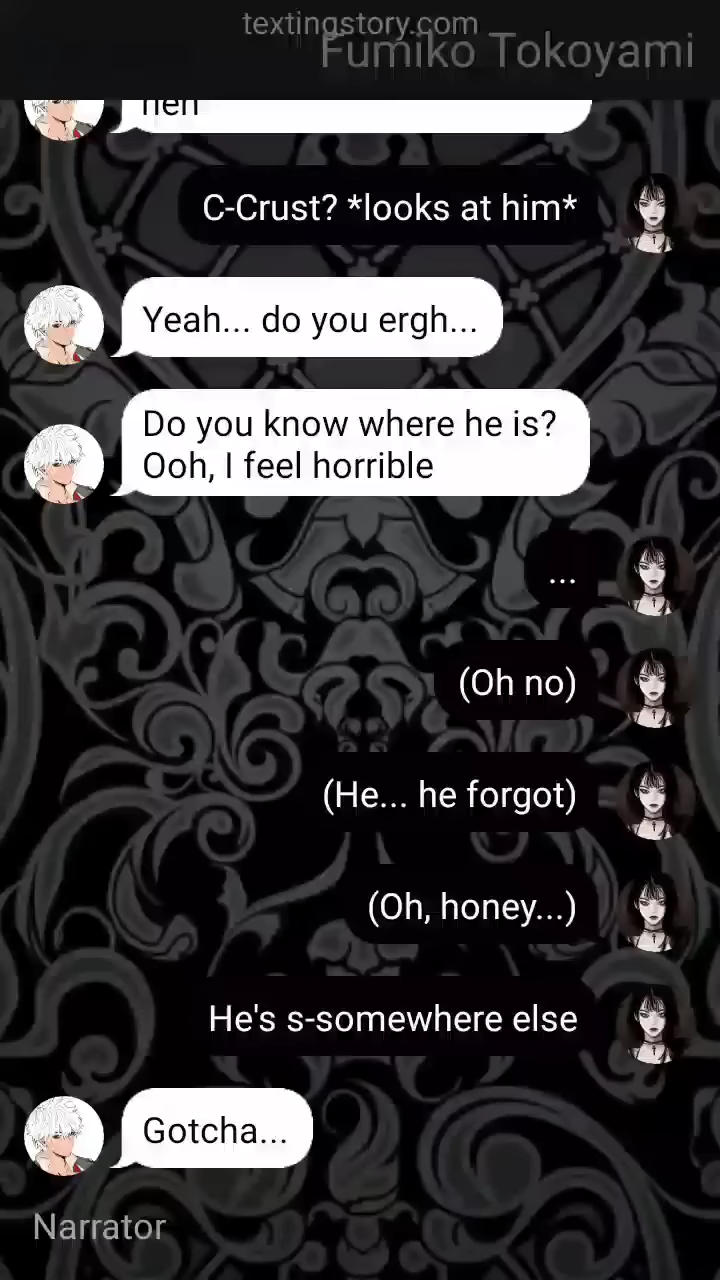 textingstory.com
Fumiko Tokoyami
heh
C-Crust? *looks at him*
Yeah... do you ergh...
Do you know where he is?
Ooh, I feel horrible
...
(Oh no)
(He... he forgot)
(Oh, honey...)
He's s-somewhere else
Gotcha...
Narrator